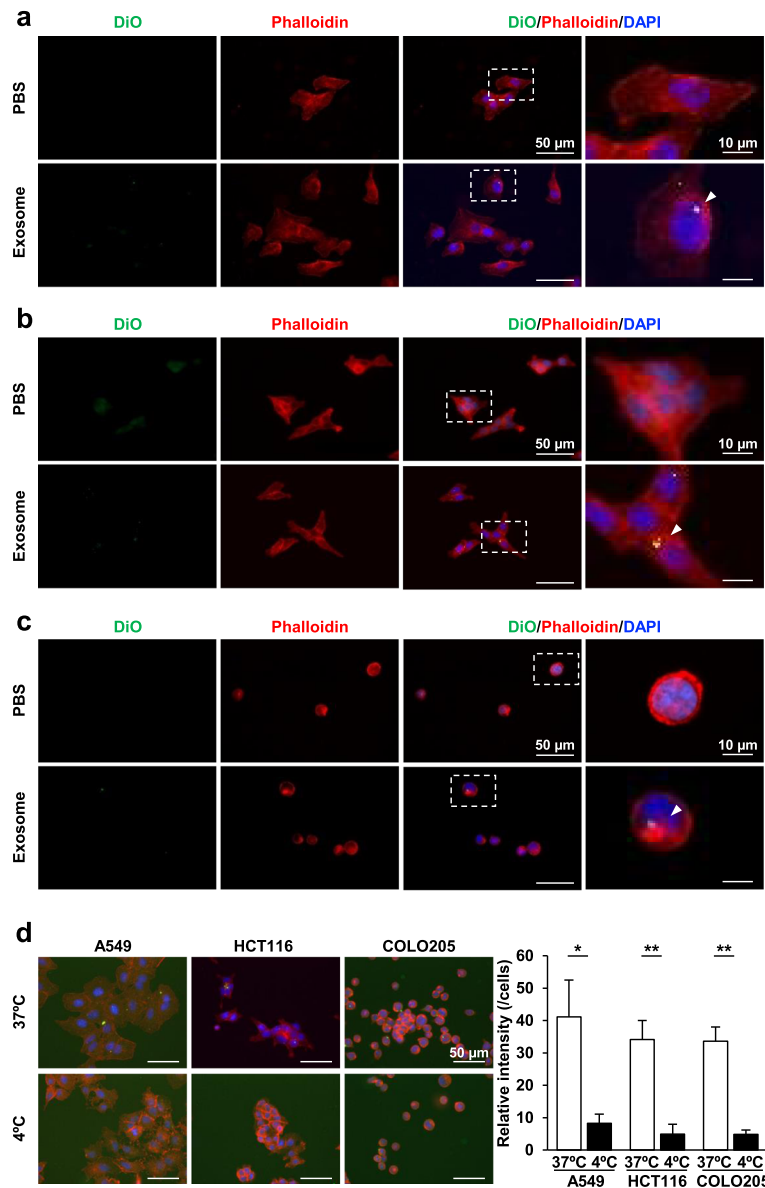 a
DiO Phalloidin DiO/Phalloidin/DAPI
PBS
50 µm 10 µm
Exosome
b
DiO Phalloidin DiO/Phalloidin/DAPI
PBS
50 µm 10 µm
Exosome
c
DiO Phalloidin DiO/Phalloidin/DAPI
PBS
50 µm 10 µm
Exosome
d
A549 HCT116 COLO205
37ºC
50 µm
4ºC
Relative intensity (/cells)
60
50
40
30
20
10
0
* ** **
37ºC 4ºC 37ºC 4ºC 37ºC 4ºC
A549 HCT116 COLO205